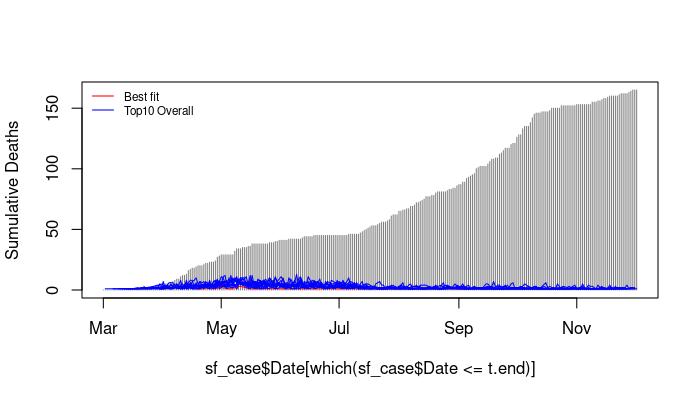 Best fit
Top10 Overall
Sumulative Deaths
150
100
50
0
Mar May Jul Sep Nov
sf_case$Date[which(sf_case$Date <= t.end)]